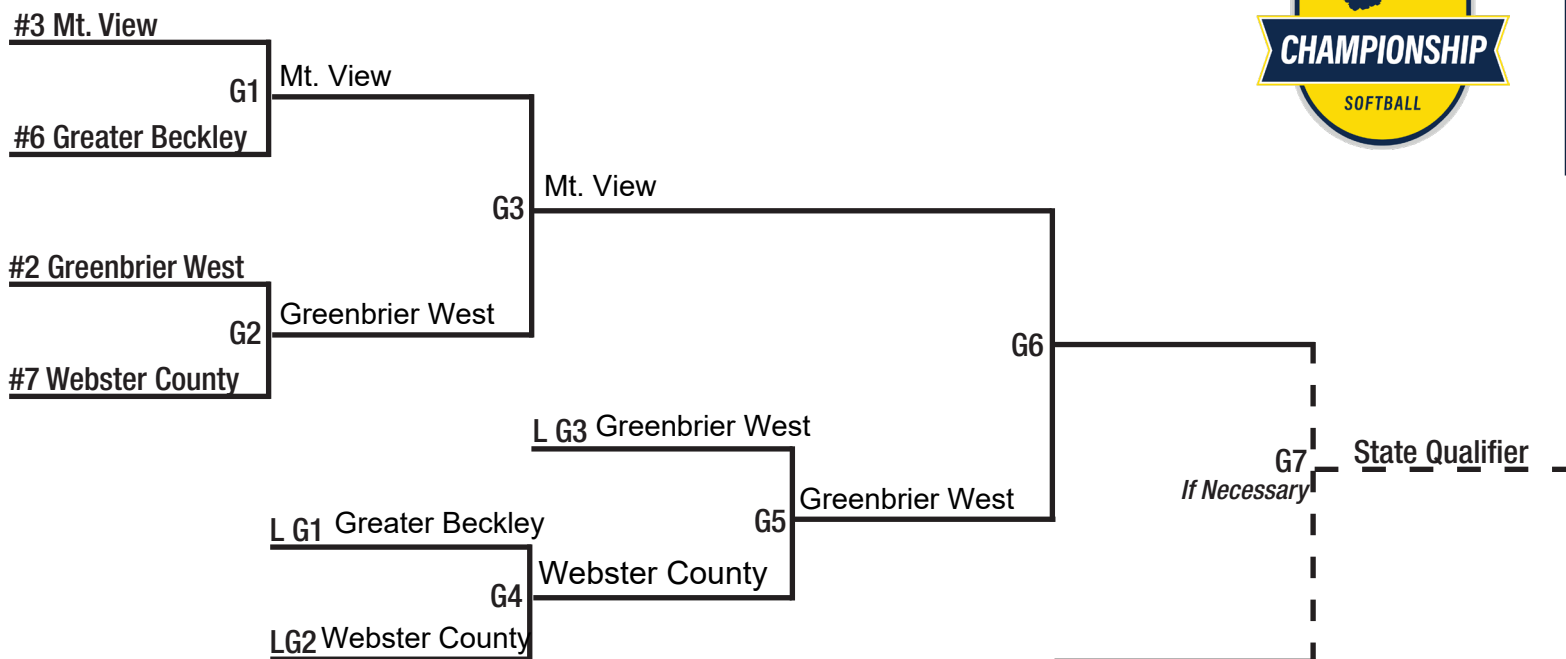 #3 Mt. View
CHAMPIONSHIP
G1
Mt. View
SOFTBALL
#6 Greater Beckley
G3
Mt. View
#2 Greenbrier West
G2
Greenbrier West
G6
#7 Webster County
L G3 Greenbrier West
G7
State Qualifier
If Necessary
L G1 Greater Beckley
G5
Greenbrier West
G4
Webster County
LG2 Webster County